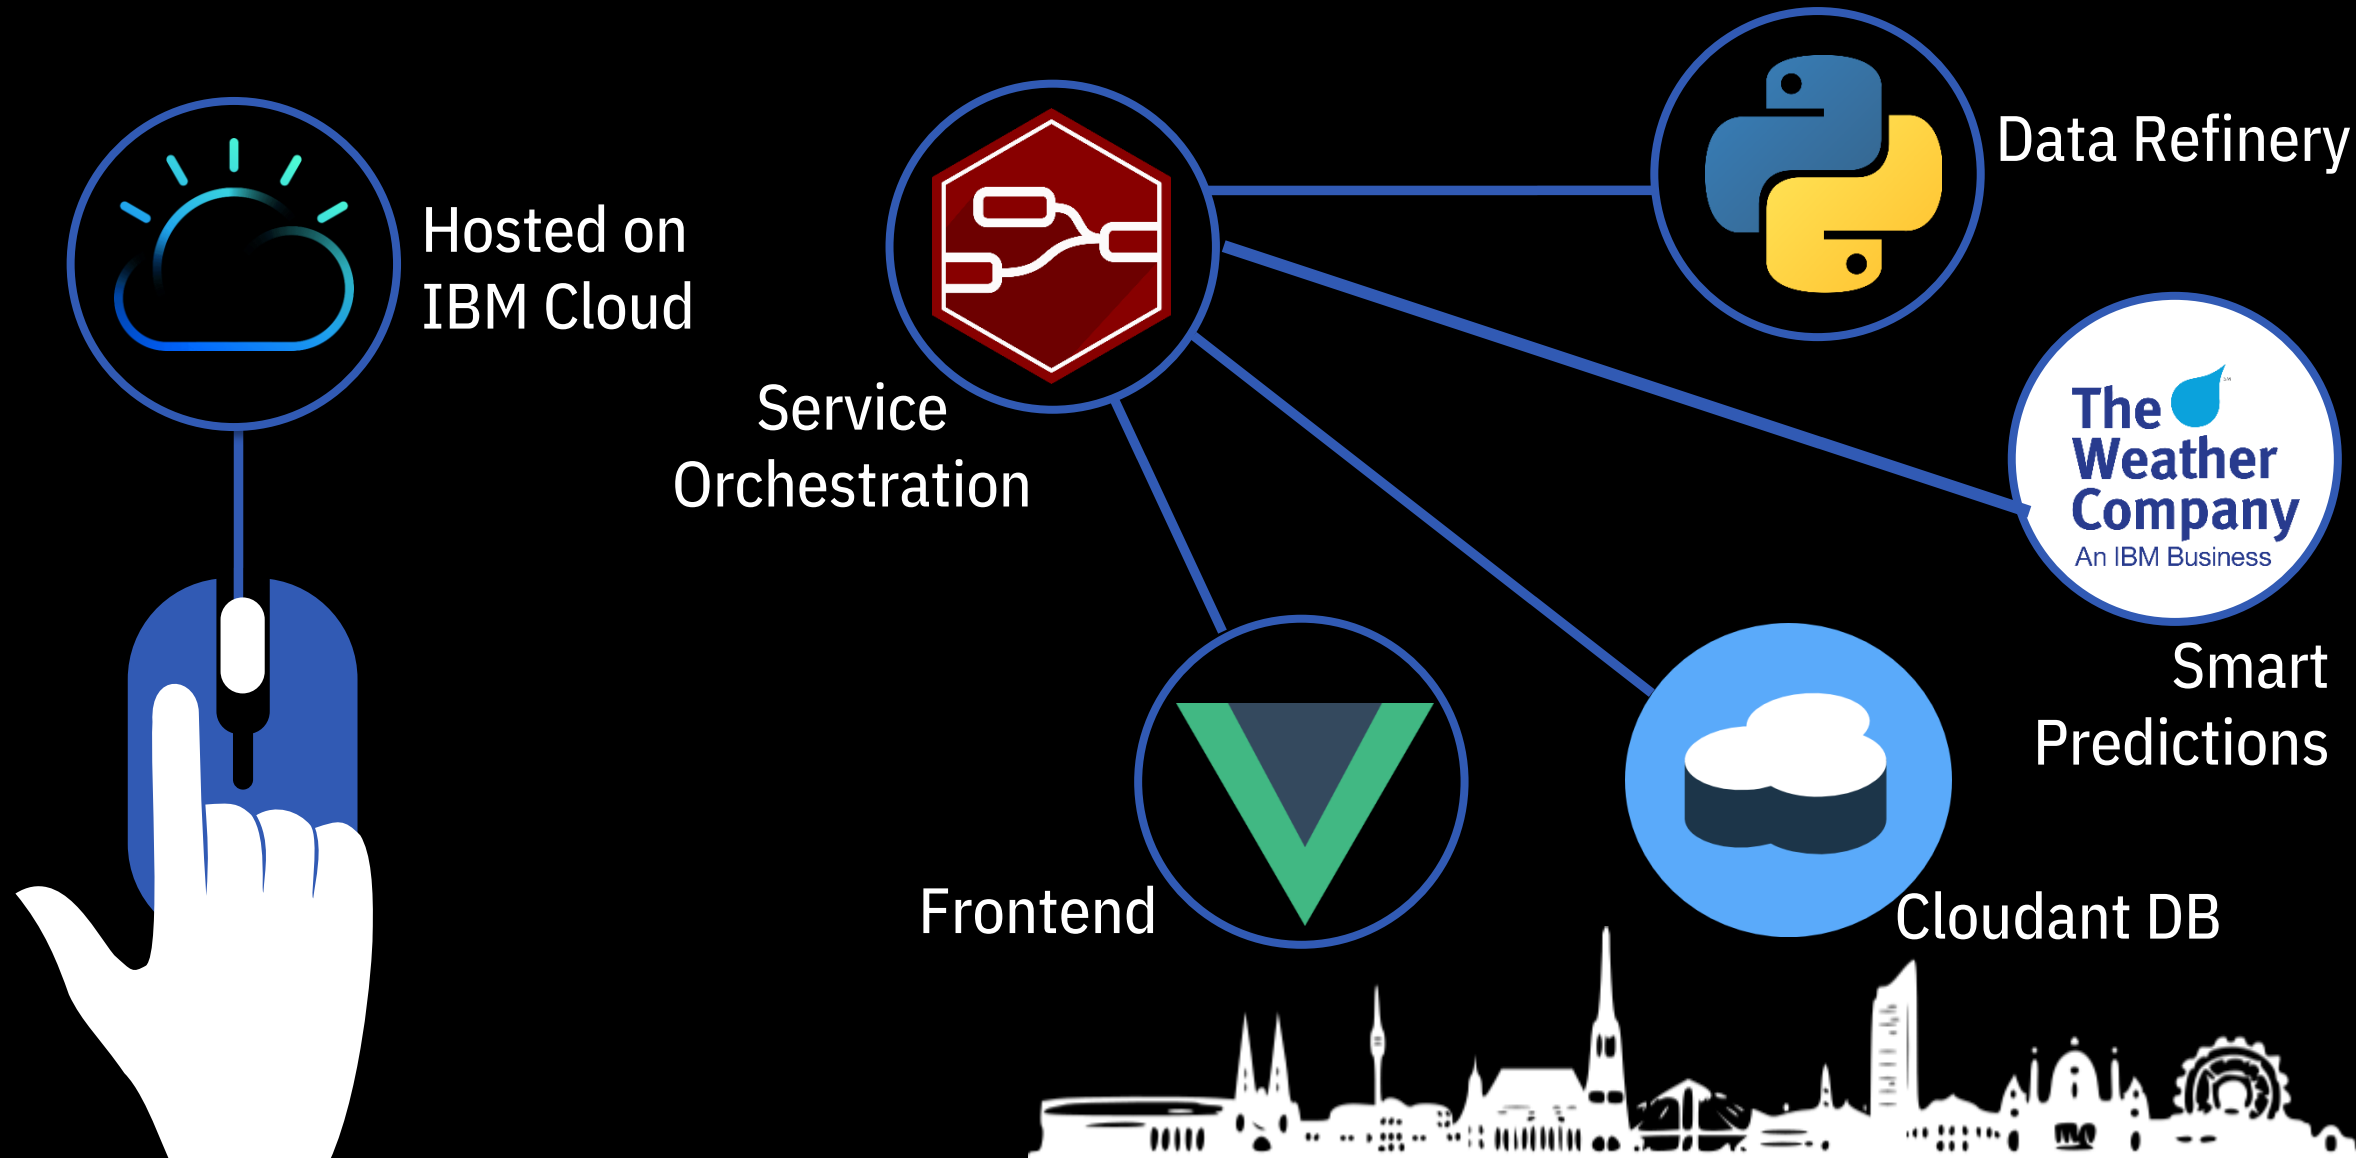 Hosted on
IBM Cloud
Service
Orchestration
Data Refinery
The
Weather
Company
An IBM Business
SM
Smart
Predictions
Frontend
Cloudant DB